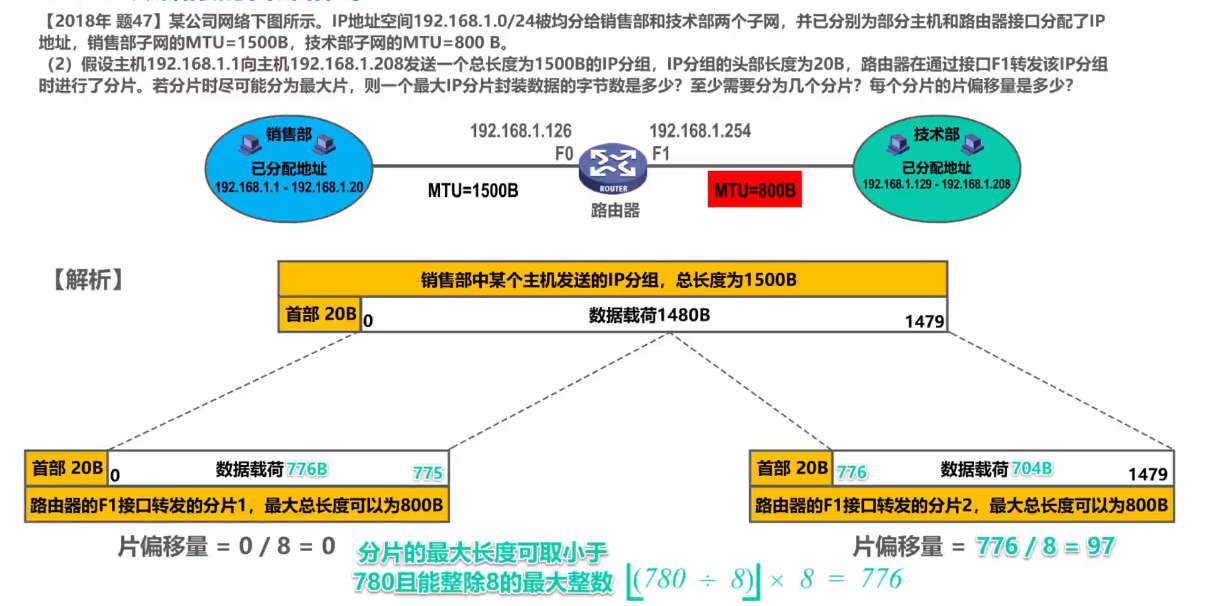 【2018年 题47】某公司网络下图所示。IP地址空间192.168.1.0/24被均分给销售部和技术部两个子网，并已分别为部分主机和路由器接口分配了IP
地址，销售部子网的MTU=1500B，技术部子网的MTU=800 B。
（2）假设主机192.168.1.1向主机192.168.1.208发送一个总长度为1500B的IP分组，IP分组的头部长度为20B，路由器在通过接口F1转发该IP分组
时进行了分片。若分片时尽可能分为最大片，则一个最大IP分片封装数据的字节数是多少？至少需要分为几个分片？每个分片的片偏移量是多少？
销售部
已分配地址
192.168.1.1 - 192.168.1.20
192.168.1.126
F0
MTU=1500B
ROUTER
路由器
192.168.1.254
F1
MTU=800B
技术部
已分配地址
192.168.1.129 - 192.168.1.208
【解析】
销售部中某个主机发送的IP分组，总长度为1500B
首部 20B
0
数据载荷1480B
1479
首部 20B
0
数据载荷776B
775
路由器的F1接口转发的分片1，最大总长度可以为800B
片偏移量 = 0 / 8 = 0
首部 20B
776
数据载荷704B
1479
路由器的F1接口转发的分片2，最大总长度可以为800B
片偏移量 = 776 / 8 = 97
分片的最大长度可取小于
780且能整除8的最大整数
⌊(780 ÷ 8)⌋ × 8 = 776